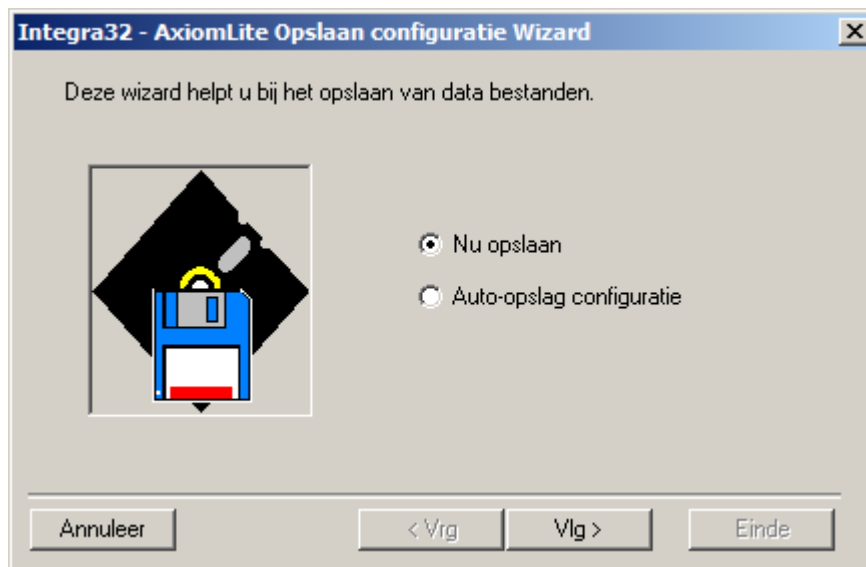 Integra32 - AxiomLite Opslaan configuratie Wizard
Deze wizard helpt u bij het opslaan van data bestanden.
Nu opslaan
Auto-opslag configuratie
Annuleer
< Vrg
Vlg >
Einde